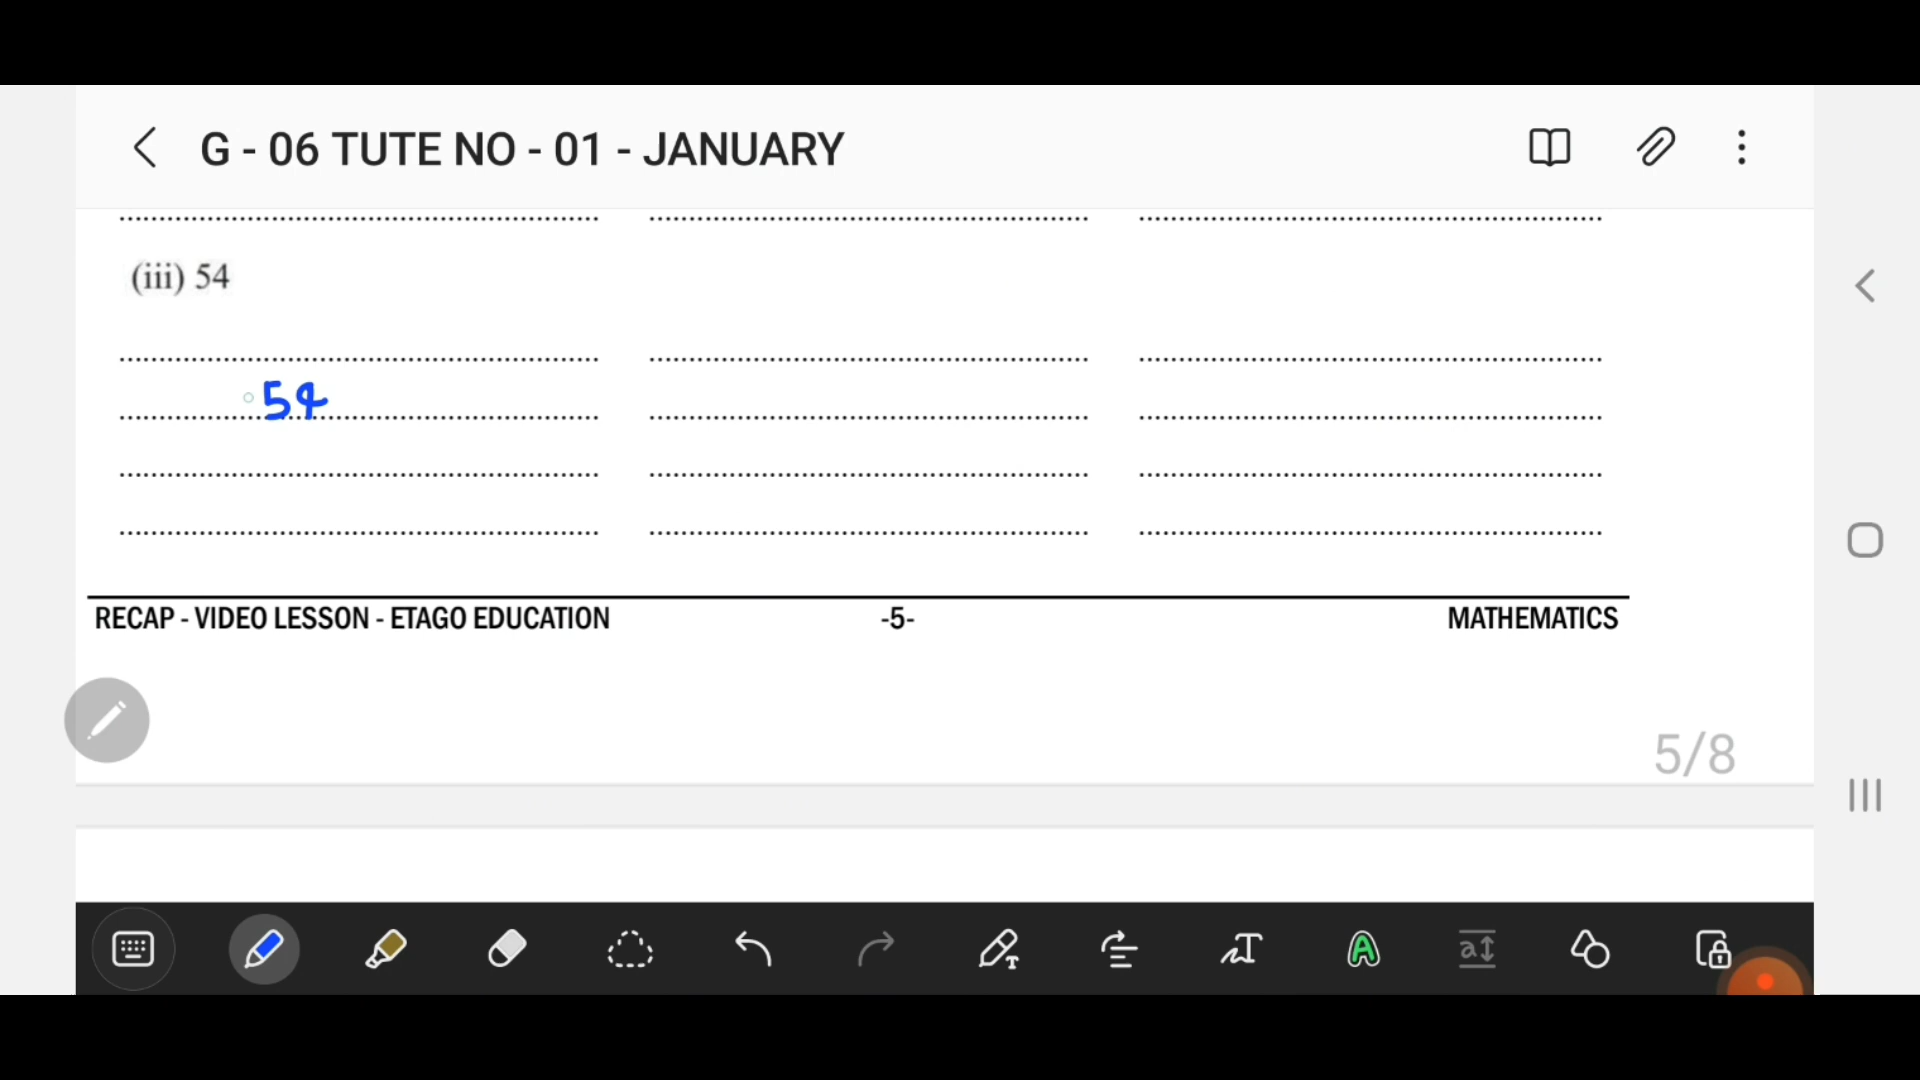 G - 06 TUTE NO - 01 - JANUARY
(iii) 54
54
RECAP - VIDEO LESSON - ETAGO EDUCATION -5- MATHEMATICS
5/8